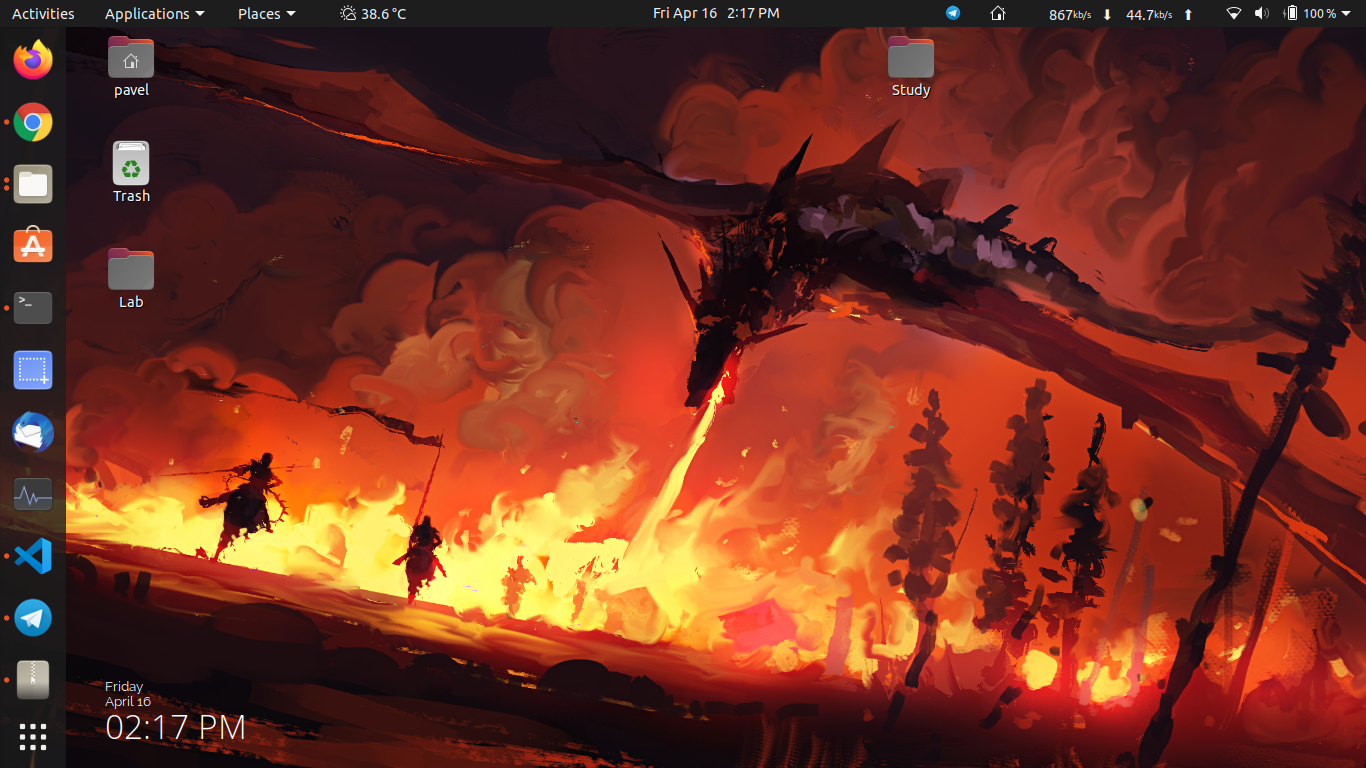 Activities
Applications
Places
38.6 °C
Fri Apr 16 2:17 PM
867kb/s
44.7kb/s
100 %
pavel
Study
Trash
Lab
>_
Friday
April 16
02:17 PM